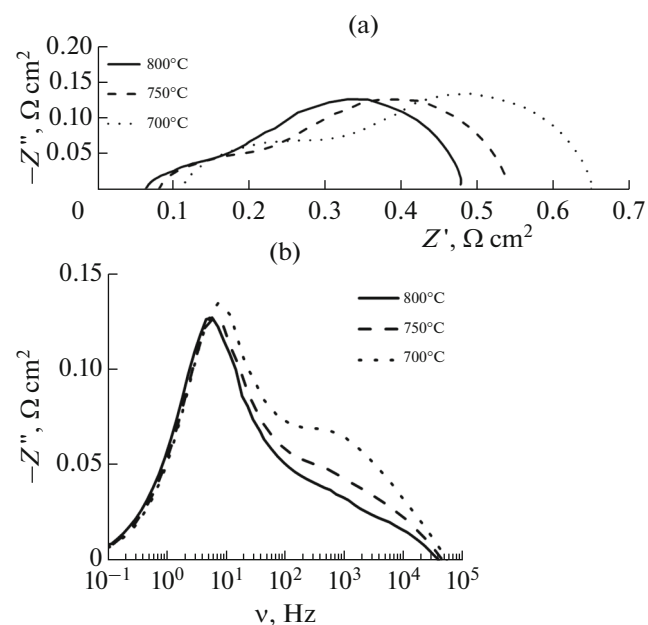 (a)
0.20
0.15
0.10
0.05
−Z", Ω cm²
800°C
750°C
700°C
0 0.1 0.2 0.3 0.4 0.5 0.6 0.7
Z', Ω cm²
(b)
0.15
0.10
0.05
0
−Z", Ω cm²
800°C
750°C
700°C
10⁻¹ 10⁰ 10¹ 10² 10³ 10⁴ 10⁵
ν, Hz